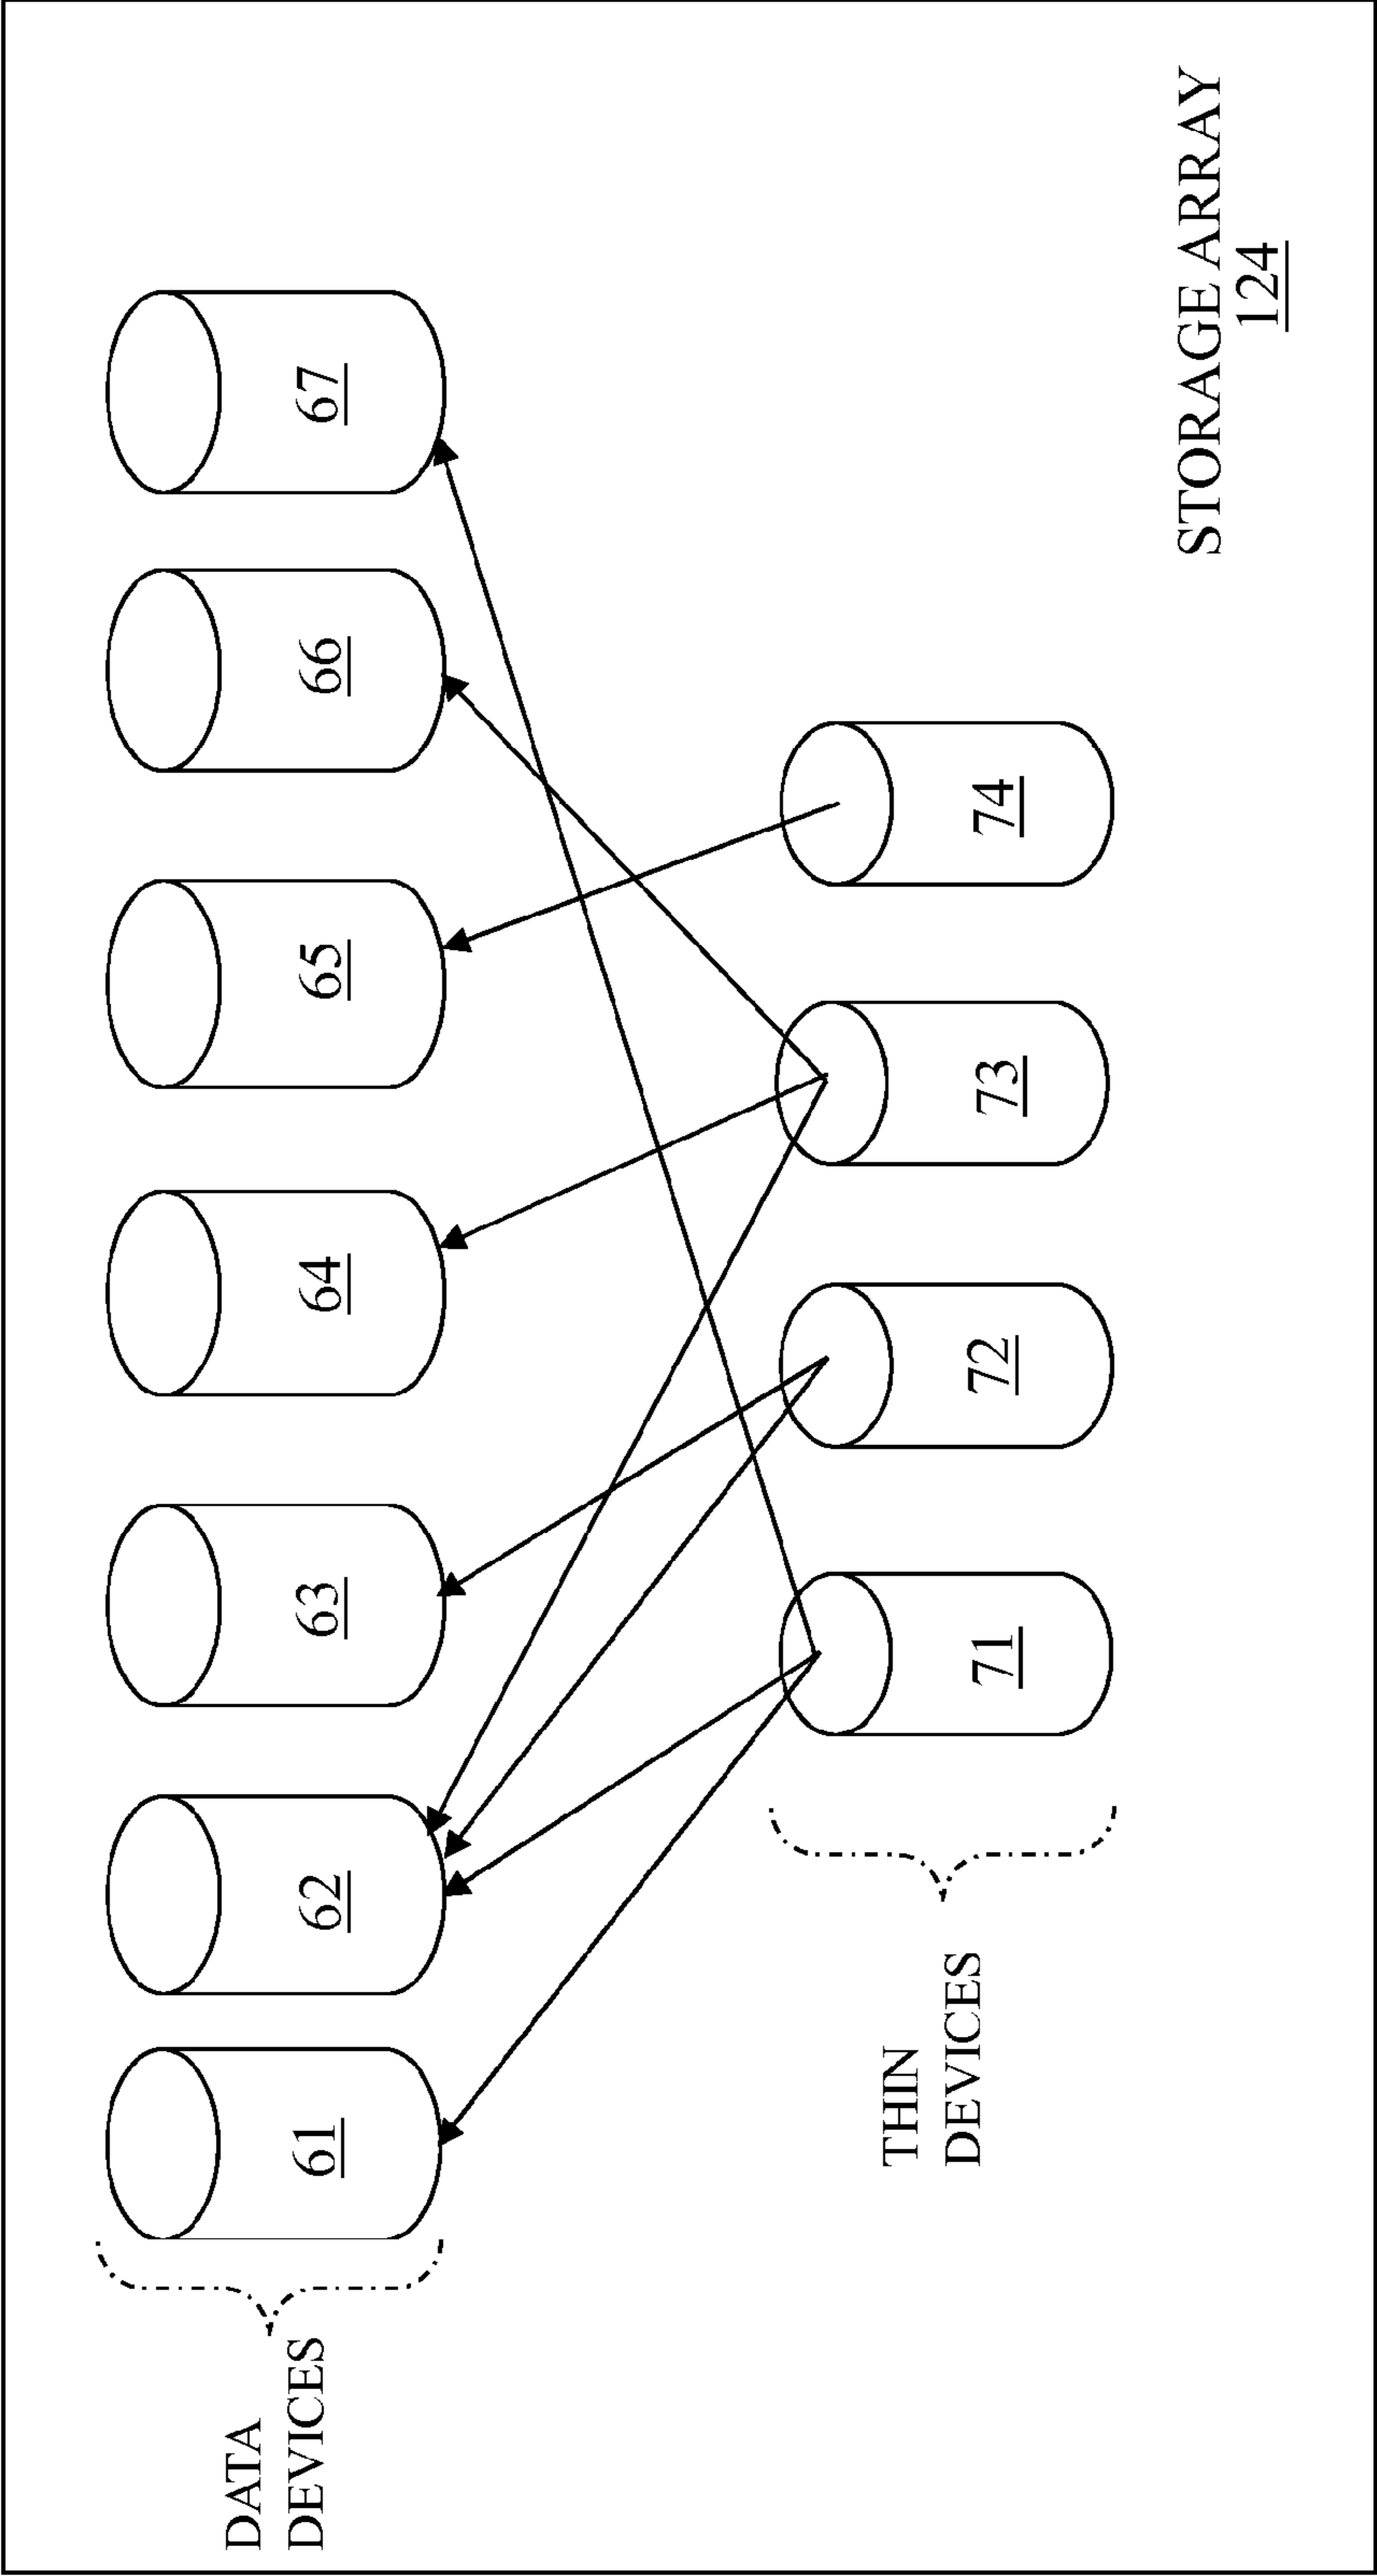 DATA
DEVICES
61
62
63
64
65
66
67
THIN
DEVICES
71
72
73
74
STORAGE ARRAY
124